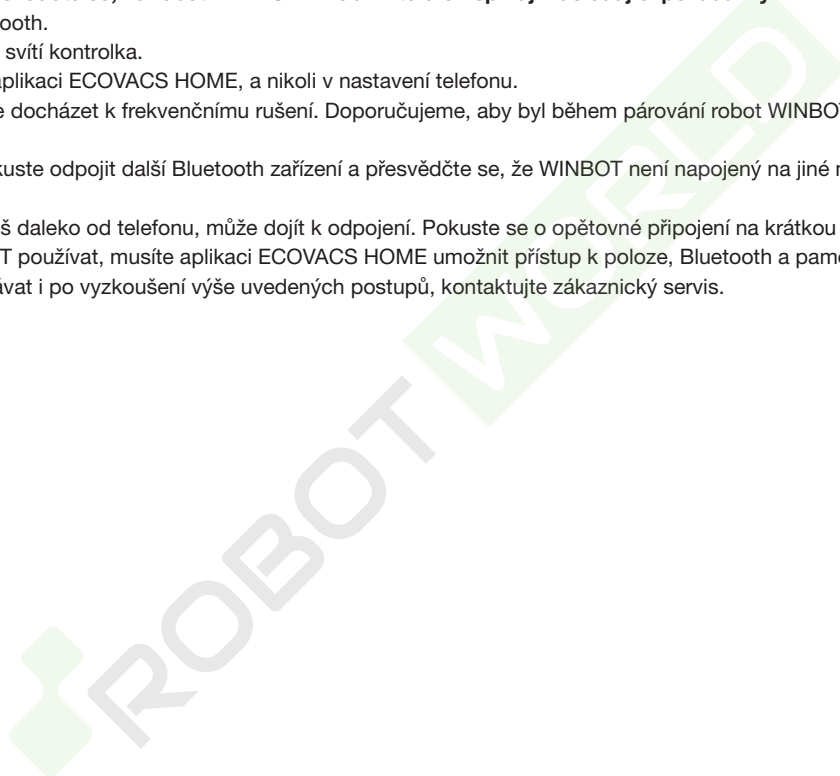 ooth.
svítí kontrolka.
aplikaci ECOVACS HOME, a nikoli v nastavení telefonu.
e docházet k frekvenčnímu rušení. Doporučujeme, aby byl během párování robot WINBOT
kuste odpojit další Bluetooth zařízení a přesvědčte se, že WINBOT není napojený na jiné
š daleko od telefonu, může dojít k odpojení. Pokuste se o opětovné připojení na krátkou
T používat, musíte aplikaci ECOVACS HOME umožnit přístup k poloze, Bluetooth a pam
ávat i po vyzkoušení výše uvedených postupů, kontaktujte zákaznický servis.
ROBOT WORLD